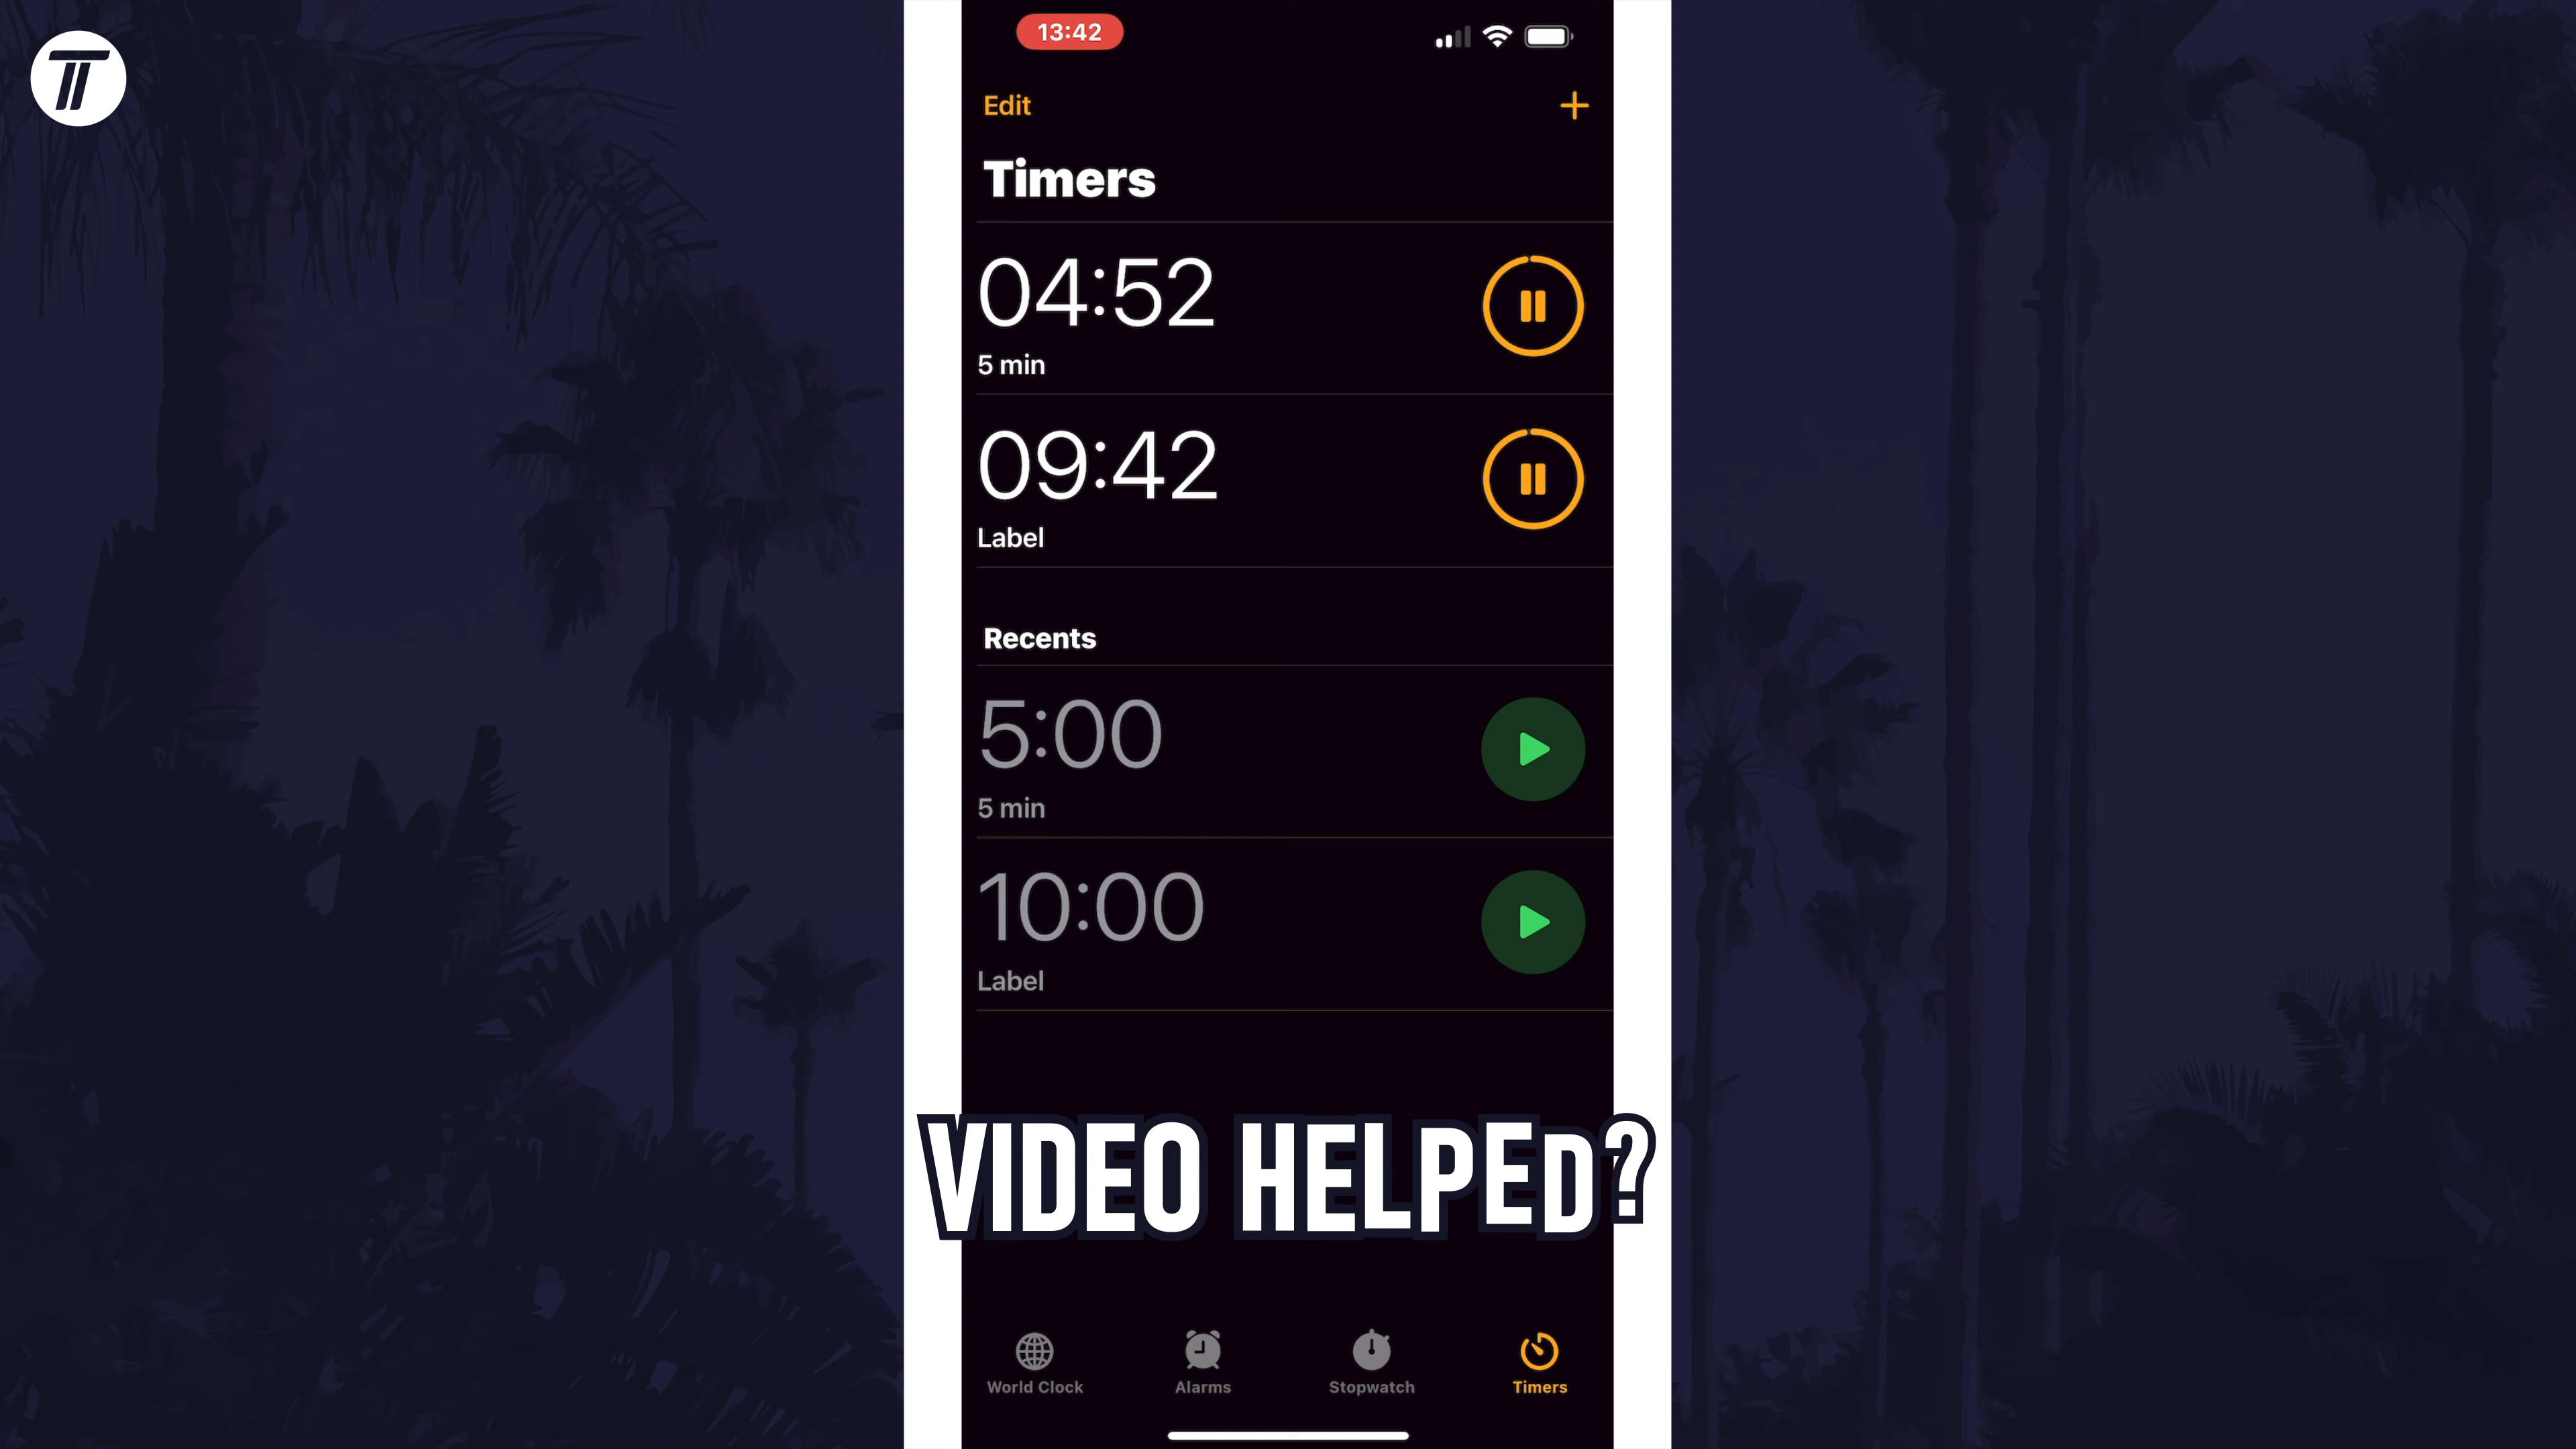 13:42
Edit
Timers
04:52
5 min
09:42
Label
Recents
5:00
5 min
10:00
Label
VIDEO HELPED?
World Clock
Alarms
Stopwatch
Timers